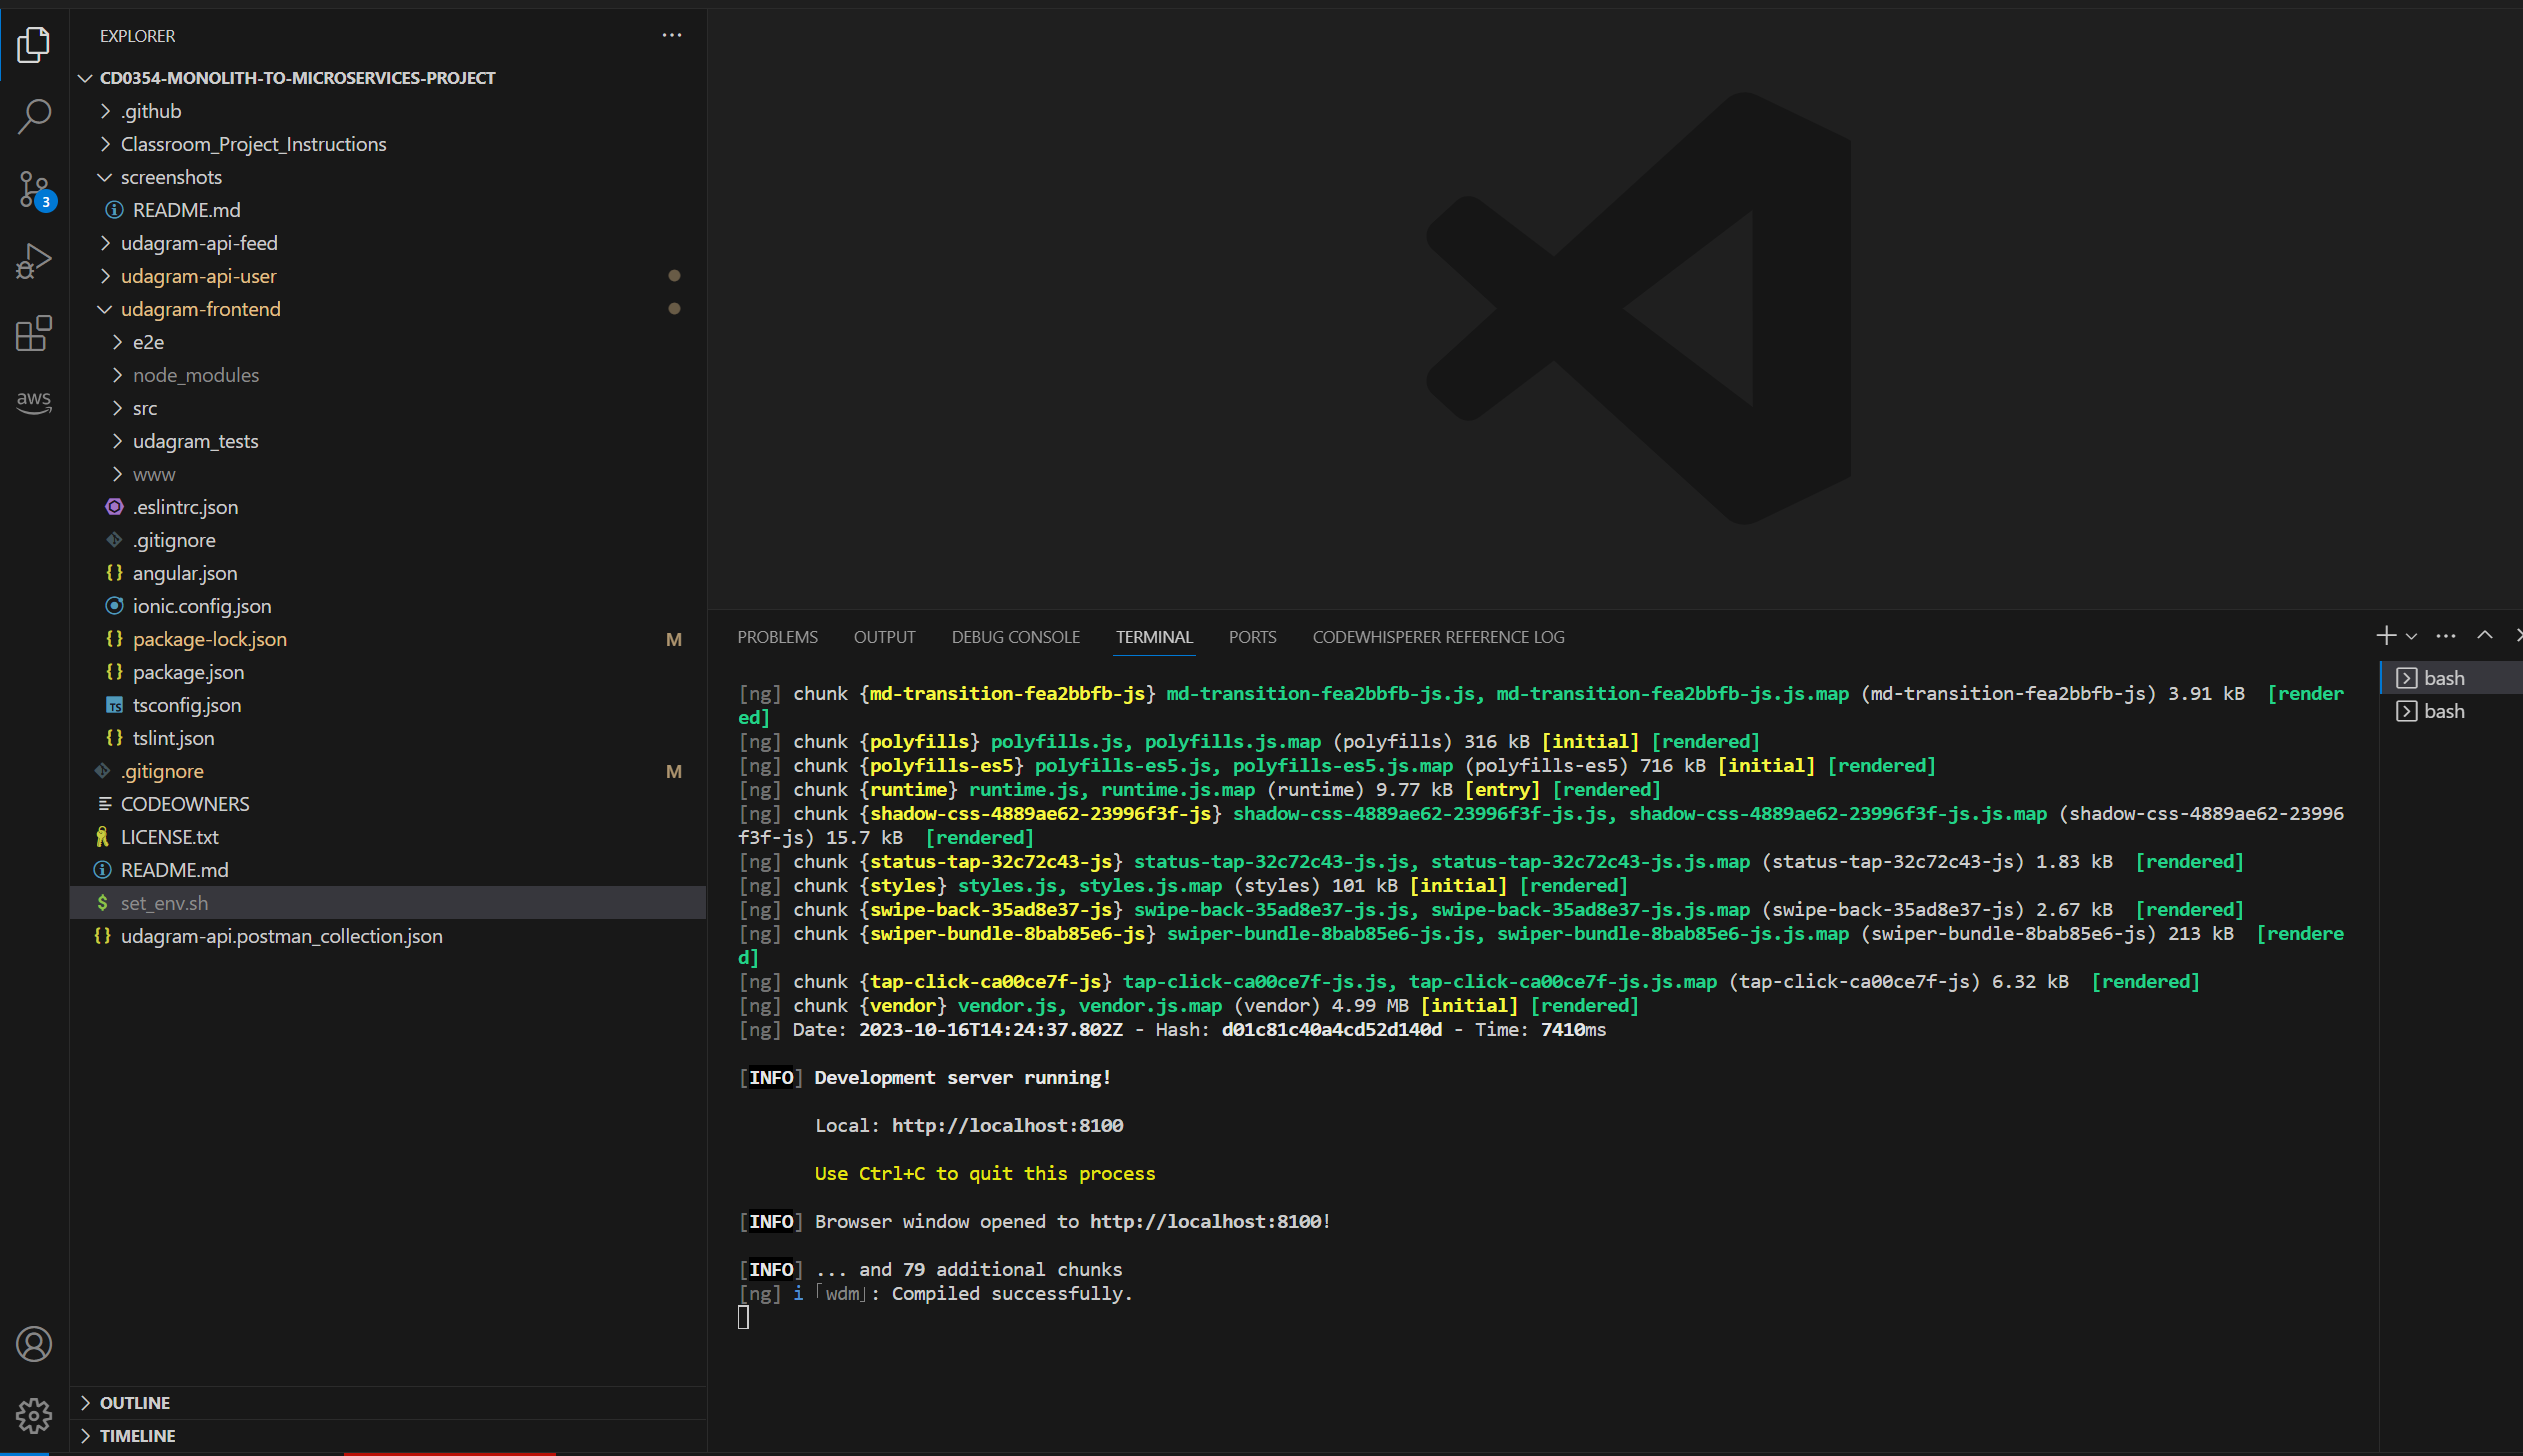 EXPLORER
CD0354-MONOLITH-TO-MICROSERVICES-PROJECT
.github
Classroom_Project_Instructions
screenshots
README.md
udagram-api-feed
udagram-api-user
udagram-frontend
e2e
node_modules
src
udagram_tests
www
.eslintrc.json
.gitignore
angular.json
ionic.config.json
package-lock.json M
package.json
tsconfig.json
tslint.json
.gitignore M
CODEOWNERS
LICENSE.txt
README.md
set_env.sh
udagram-api.postman_collection.json
OUTLINE
TIMELINE
3
aws
PROBLEMS OUTPUT DEBUG CONSOLE TERMINAL PORTS CODEWHISPERER REFERENCE LOG
[ng] chunk {md-transition-fea2bbfb-js} md-transition-fea2bbfb-js.js, md-transition-fea2bbfb-js.js.map (md-transition-fea2bbfb-js) 3.91 kB  [render
ed]
[ng] chunk {polyfills} polyfills.js, polyfills.js.map (polyfills) 316 kB [initial] [rendered]
[ng] chunk {polyfills-es5} polyfills-es5.js, polyfills-es5.js.map (polyfills-es5) 716 kB [initial] [rendered]
[ng] chunk {runtime} runtime.js, runtime.js.map (runtime) 9.77 kB [entry] [rendered]
[ng] chunk {shadow-css-4889ae62-23996f3f-js} shadow-css-4889ae62-23996f3f-js.js, shadow-css-4889ae62-23996f3f-js.js.map (shadow-css-4889ae62-23996
f3f-js) 15.7 kB  [rendered]
[ng] chunk {status-tap-32c72c43-js} status-tap-32c72c43-js.js, status-tap-32c72c43-js.js.map (status-tap-32c72c43-js) 1.83 kB  [rendered]
[ng] chunk {styles} styles.js, styles.js.map (styles) 101 kB [initial] [rendered]
[ng] chunk {swipe-back-35ad8e37-js} swipe-back-35ad8e37-js.js, swipe-back-35ad8e37-js.js.map (swipe-back-35ad8e37-js) 2.67 kB  [rendered]
[ng] chunk {swiper-bundle-8bab85e6-js} swiper-bundle-8bab85e6-js.js, swiper-bundle-8bab85e6-js.js.map (swiper-bundle-8bab85e6-js) 213 kB  [rendere
d]
[ng] chunk {tap-click-ca00ce7f-js} tap-click-ca00ce7f-js.js, tap-click-ca00ce7f-js.js.map (tap-click-ca00ce7f-js) 6.32 kB  [rendered]
[ng] chunk {vendor} vendor.js, vendor.js.map (vendor) 4.99 MB [initial] [rendered]
[ng] Date: 2023-10-16T14:24:37.802Z - Hash: d01c81c40a4cd52d140d - Time: 7410ms
[INFO] Development server running!
Local: http://localhost:8100
Use Ctrl+C to quit this process
[INFO] Browser window opened to http://localhost:8100!
[INFO] ... and 79 additional chunks
[ng] i ｢wdm｣: Compiled successfully.
bash
bash